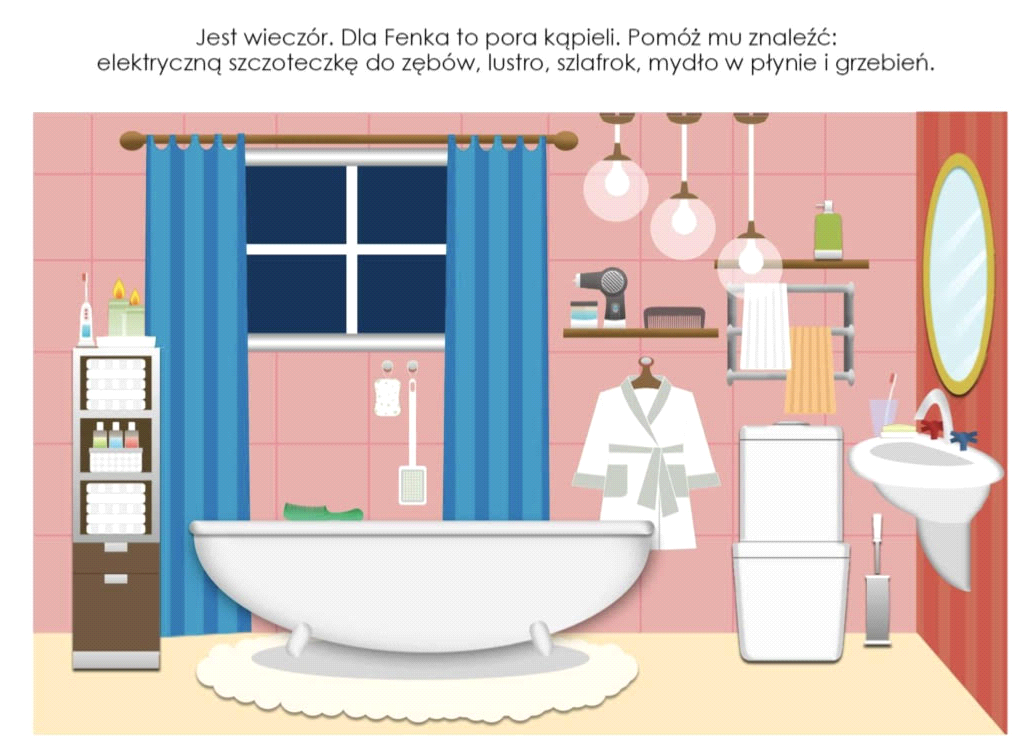 Jest wieczór. Dla Fenka to pora kąpieli. Pomóż mu znaleźć:
elektryczną szczoteczkę do zębów, lustro, szlafrok, mydło w płynie i grzebień.